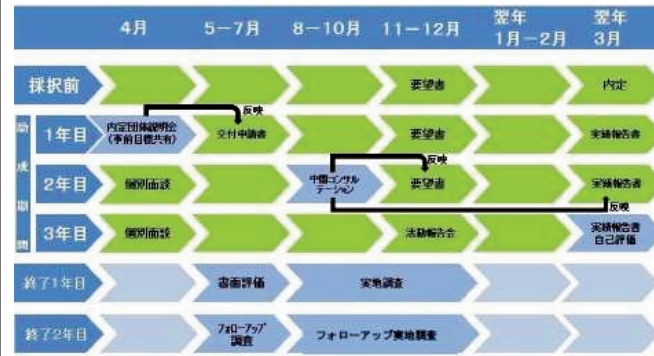 4月 5－7月 8－10月 11－12月 翌年 1月－2月 翌年 3月
採択前 要望書 内定
反映
助成期間
1年目 内定団体説明会 (事前目標共有) 交付申請書 要望書 実績報告書
反映
2年目 個別面談 中間コンサルテーション 要望書 実績報告書
反映
3年目 個別面談 活動報告会 実績報告書 自己評価
終了1年目 書面評価 実地調査
終了2年目 フォローアップ 調査 フォローアップ実地調査